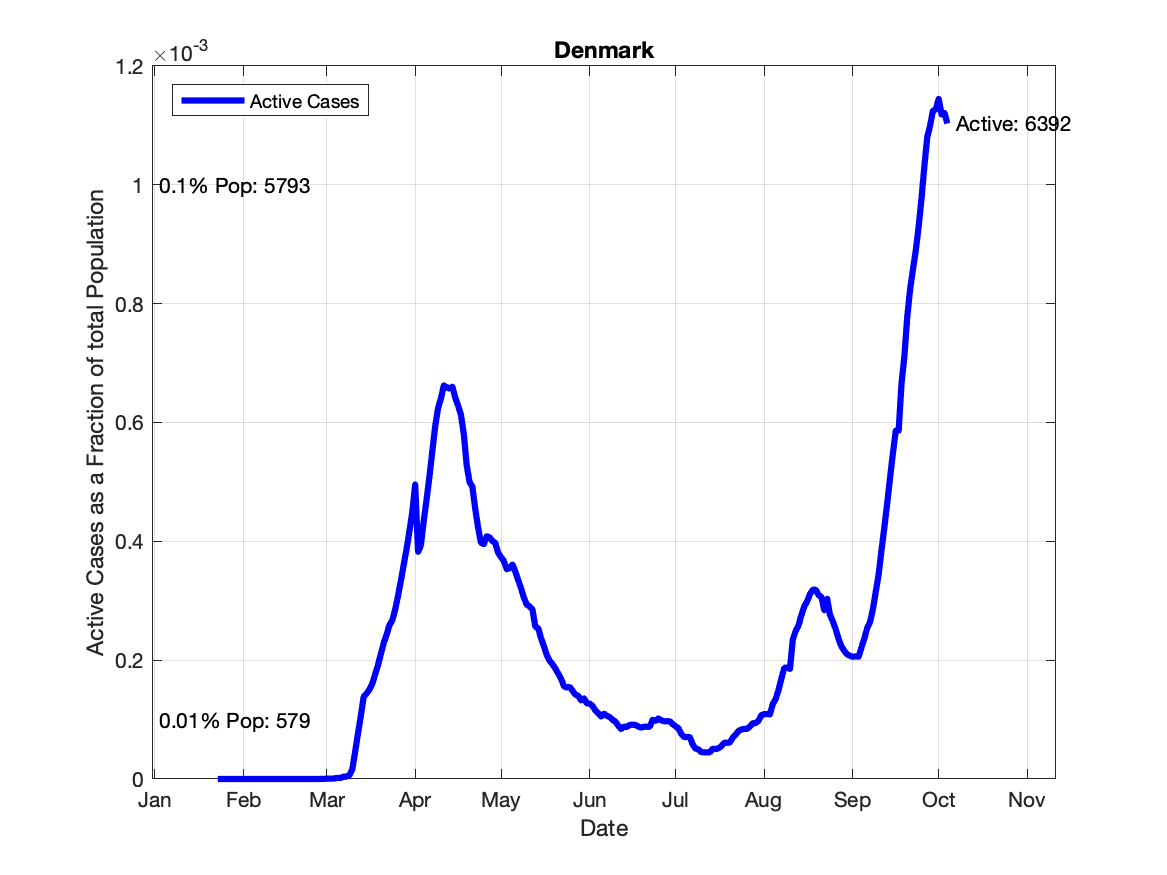 Denmark
×10-3
1.2
1
0.8
0.6
0.4
0.2
0
Active Cases as a Fraction of total Population
Active Cases
Active: 6392
0.1% Pop: 5793
0.01% Pop: 579
Jan Feb Mar Apr May Jun Jul Aug Sep Oct Nov
Date